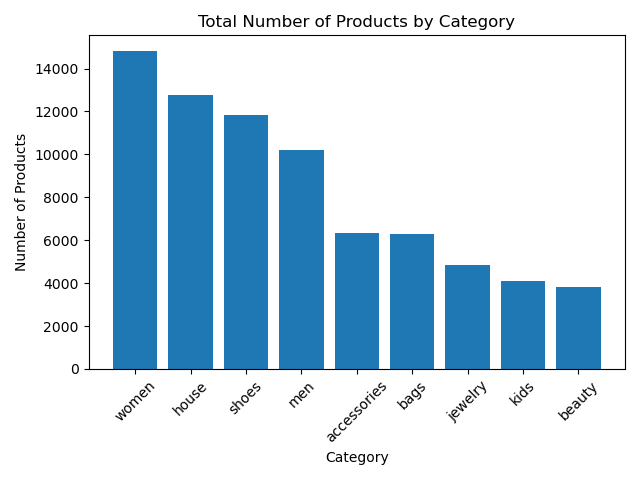 Total Number of Products by Category
Number of Products
14000
12000
10000
8000
6000
4000
2000
0
women
house
shoes
men
accessories
bags
jewelry
kids
beauty
Category